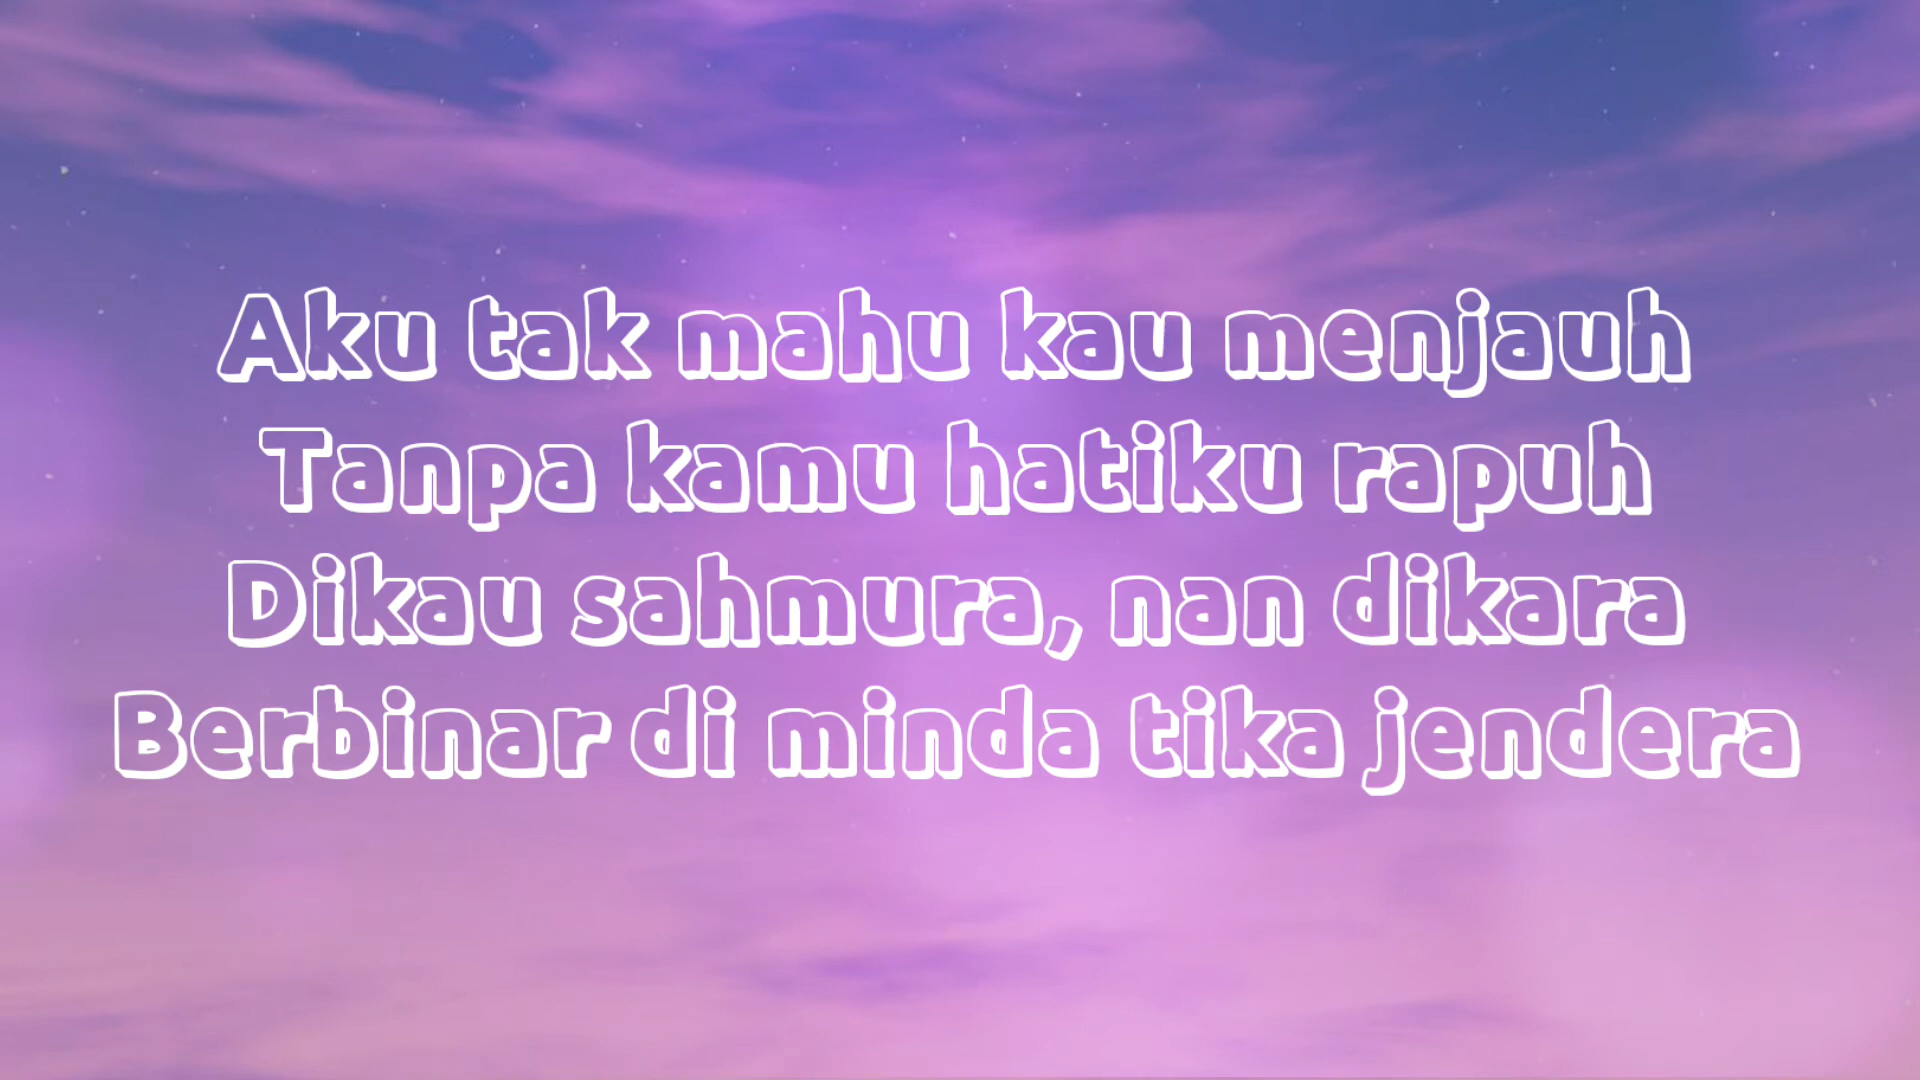 Aku tak mahu kau menjauh
Tanpa kamu hatiku rapuh
Dikau sahmura, nan dikara
Berbinar di minda tika jendera